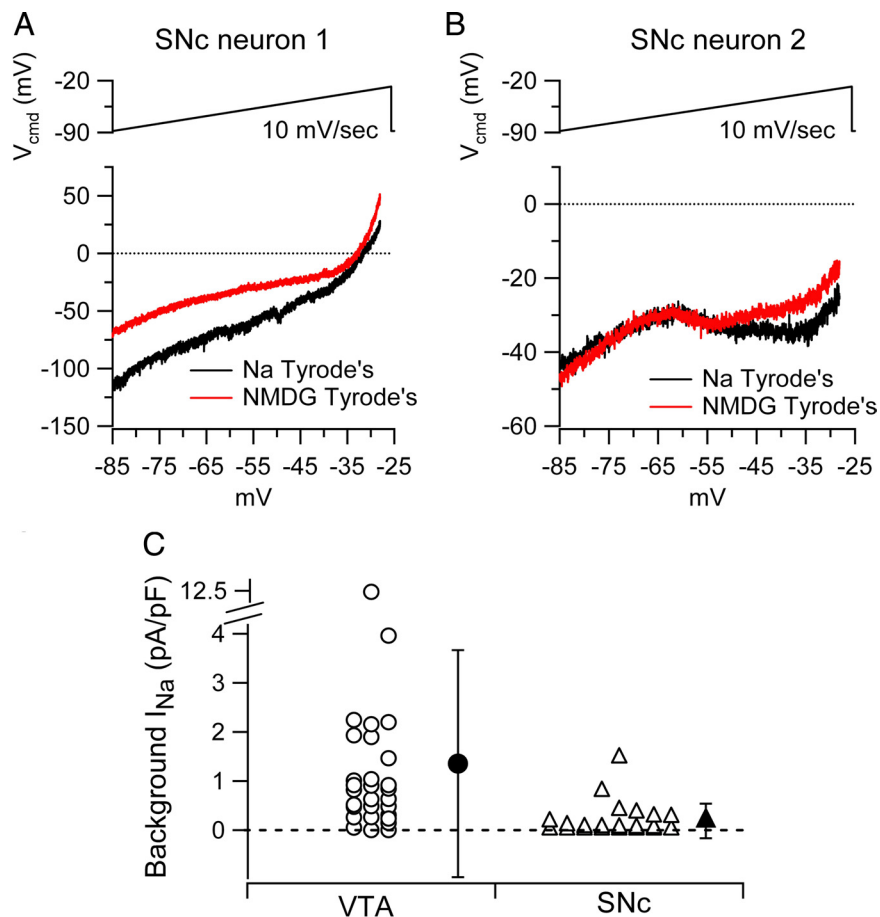 A
SNc neuron 1
V cmd (mV)
-20
-90
10 mV/sec
50
0
-50
-100
-150
Na Tyrode's
NMDG Tyrode's
-85 -75 -65 -55 -45 -35 -25
mV
B
SNc neuron 2
V cmd (mV)
-20
-90
10 mV/sec
0
-20
-40
-60
Na Tyrode's
NMDG Tyrode's
-85 -75 -65 -55 -45 -35 -25
mV
C
Background I Na (pA/pF)
12.5
4
3
2
1
0
VTA SNc